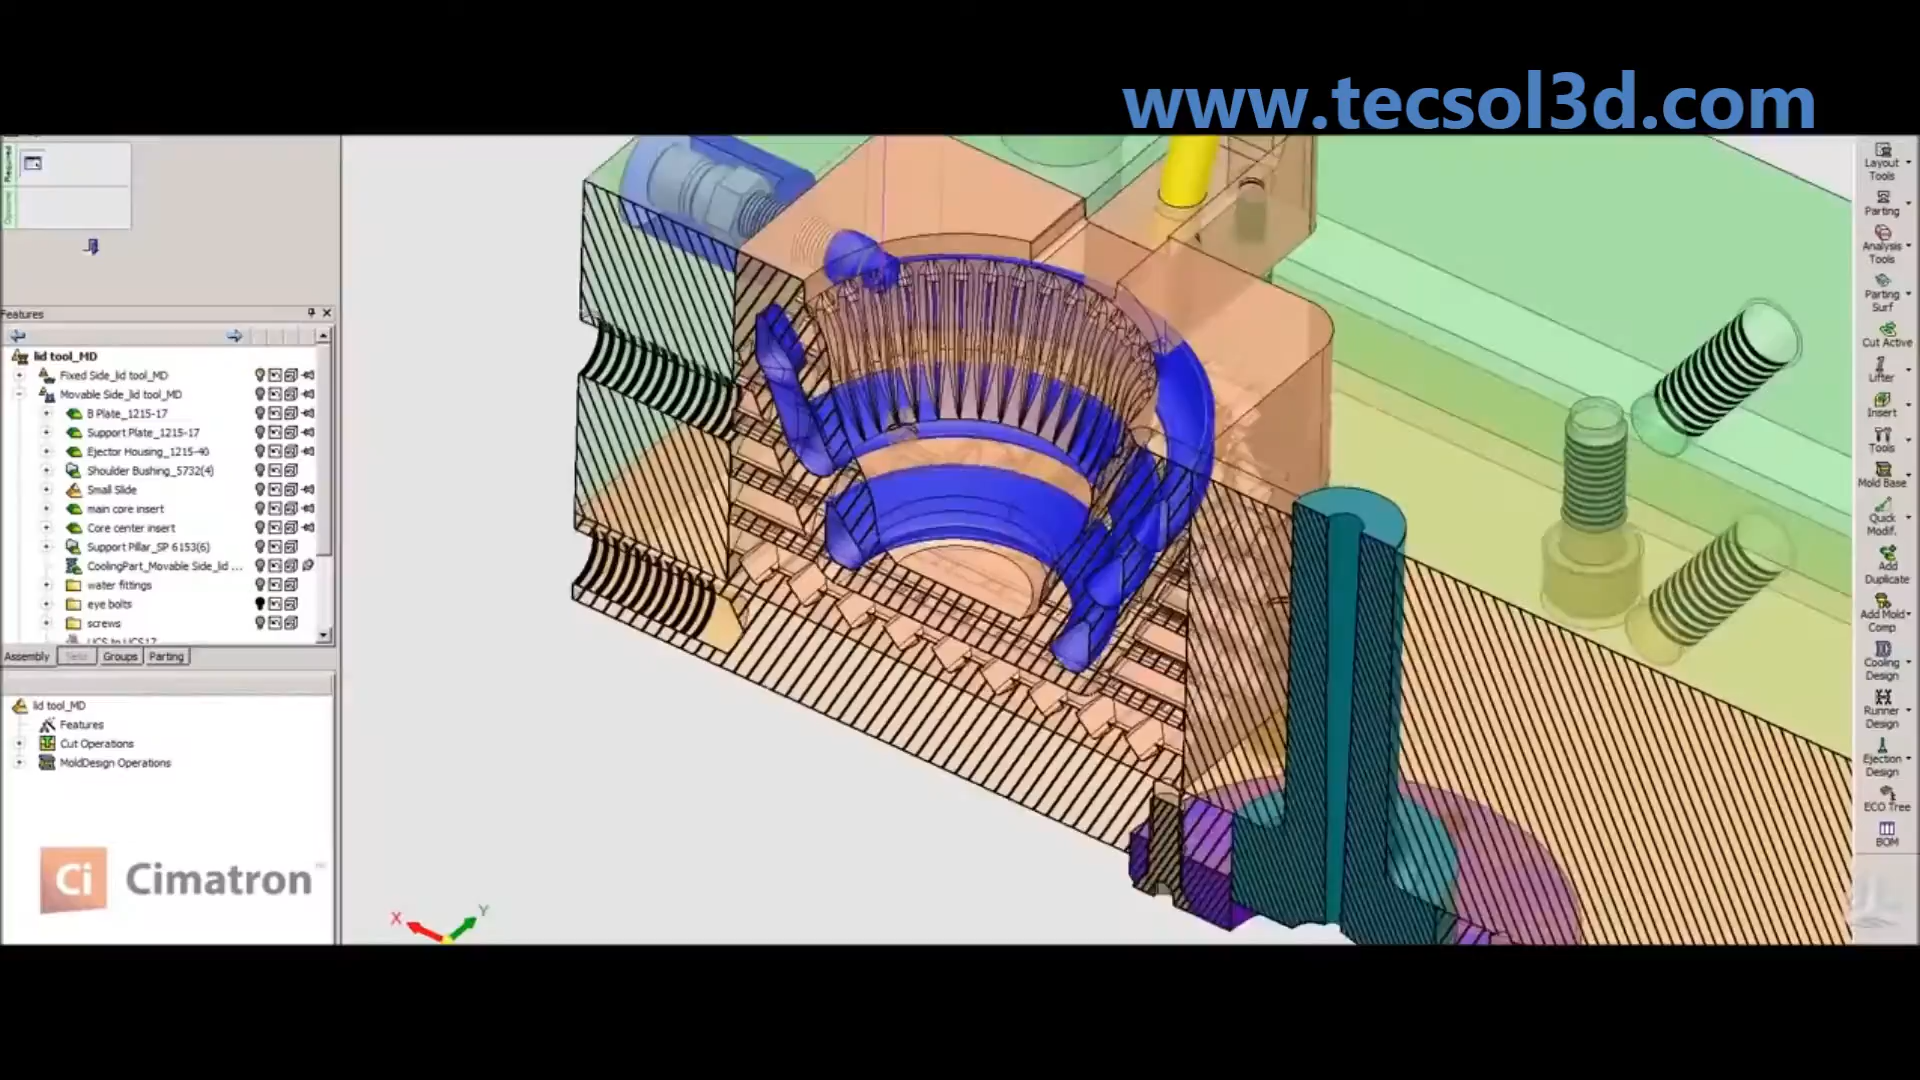 www.tecsol3d.com
Required
Features
lid tool_MD
Fixed Side_lid tool_MD
Movable Side_lid tool_MD
B Plate_1215-17
Support Plate_1215-17
Ejector Housing_1215-40
Shoulder Bushing_5732(4)
Small Slide
main core insert
Core center insert
Support Pillar_SP 6153(6)
CoolingPart_Movable Side_lid ...
water fittings
eye bolts
screws
Assembly
Groups
Parting
lid tool_MD
Features
Cut Operations
MoldDesign Operations
Ci Cimatron™
X
Y
Layout
Tools
Parting
Analysis
Tools
Parting
Surf
Cut Active
Lifter
Insert
Tools
Mold Base
Quick
Modif.
Add
Duplicate
Add Mold
Comp
Cooling
Design
Runner
Design
Ejection
Design
ECO Tree
BOM